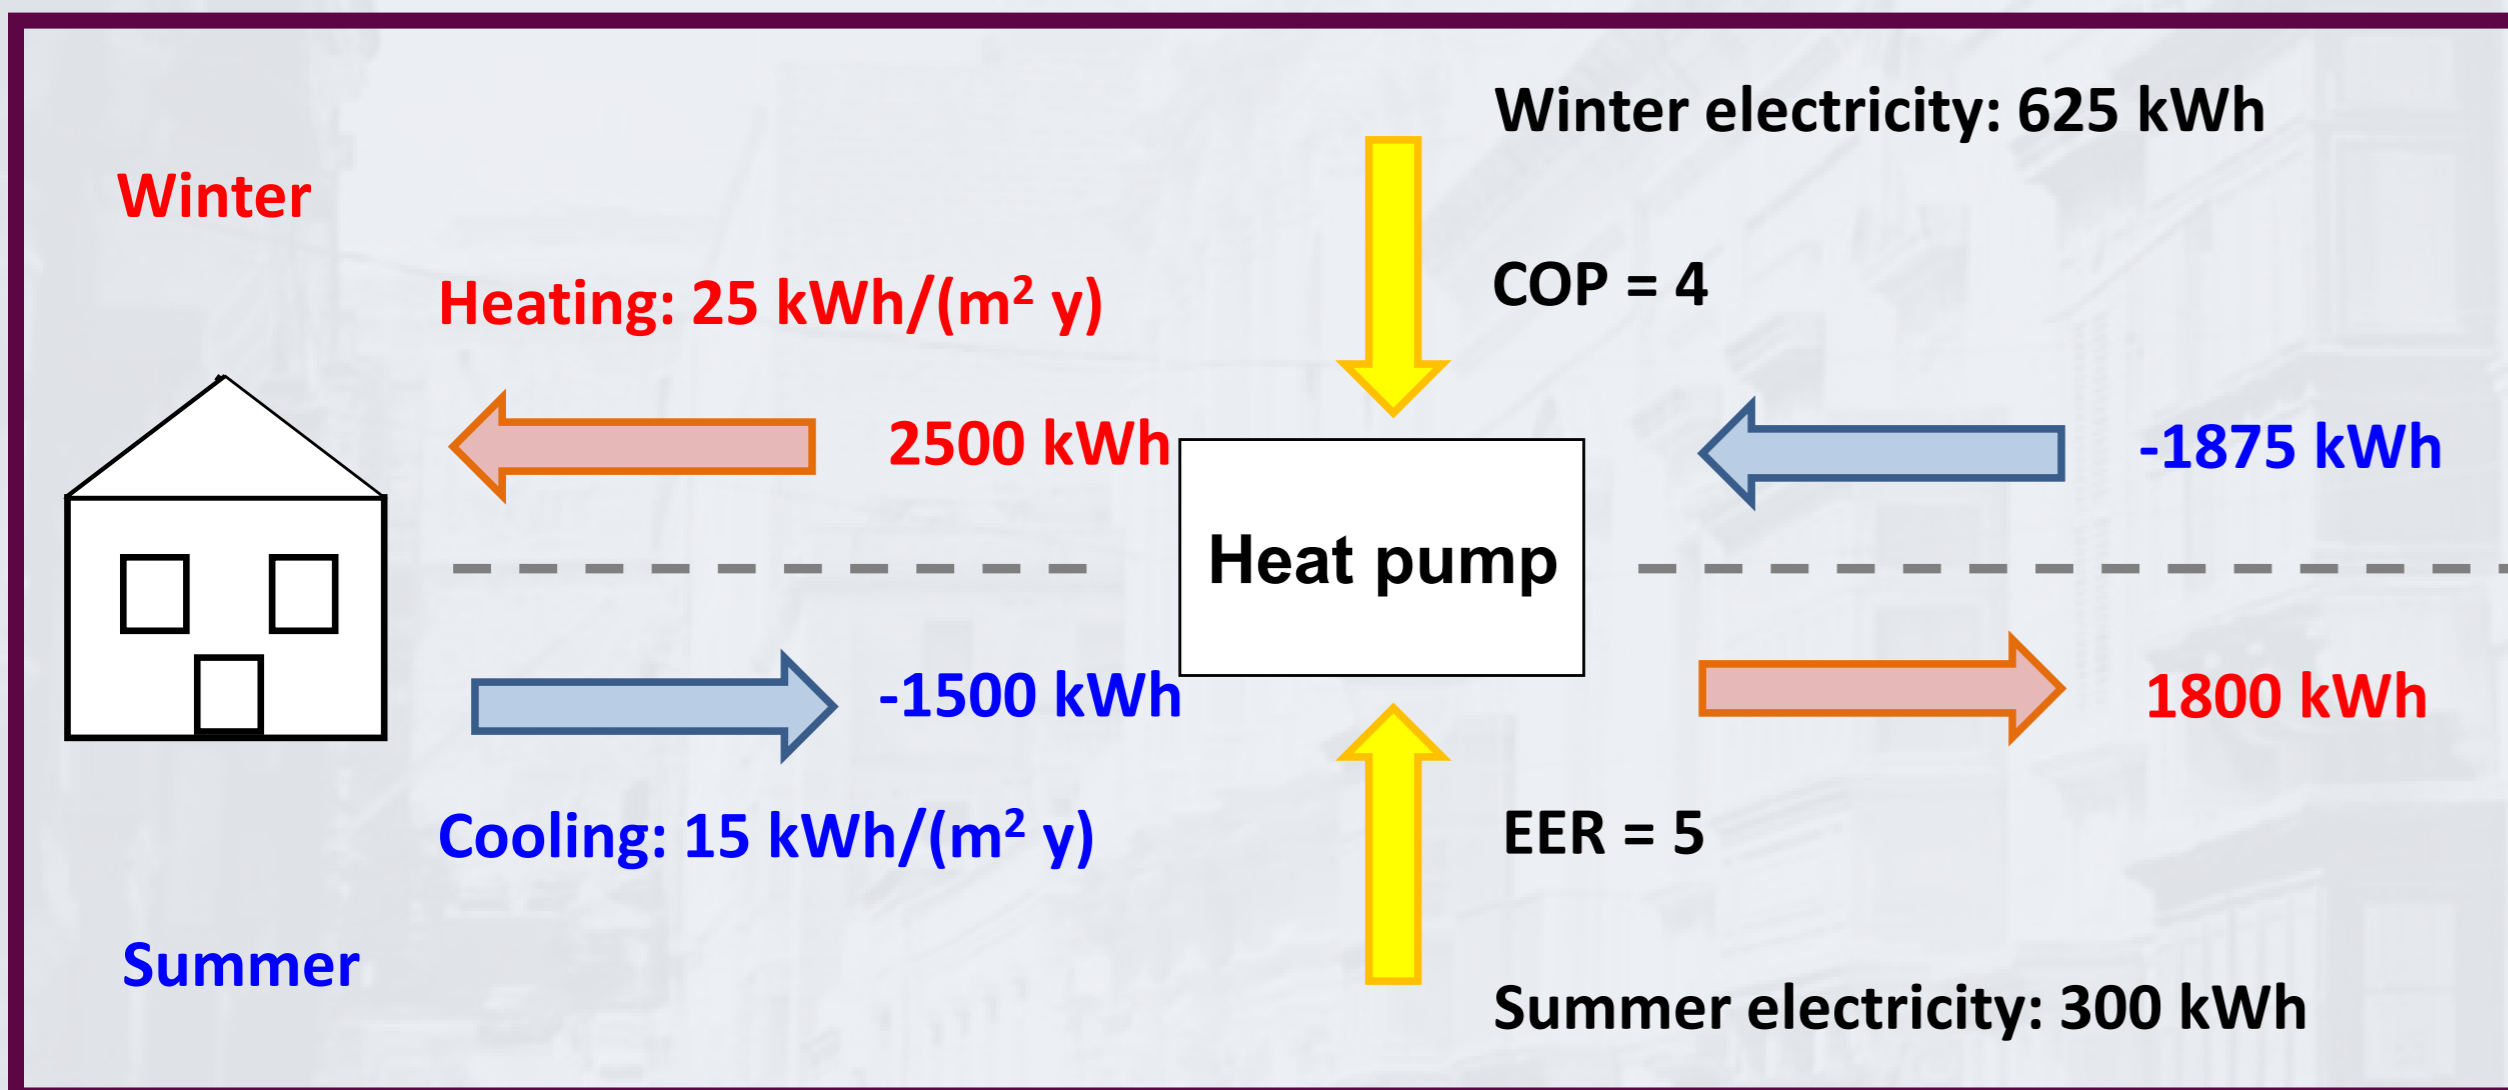 Winter electricity: 625 kWh
Winter
COP = 4
Heating: 25 kWh/(m² y)
2500 kWh
-1875 kWh
Heat pump
-1500 kWh
1800 kWh
Cooling: 15 kWh/(m² y)
EER = 5
Summer
Summer electricity: 300 kWh